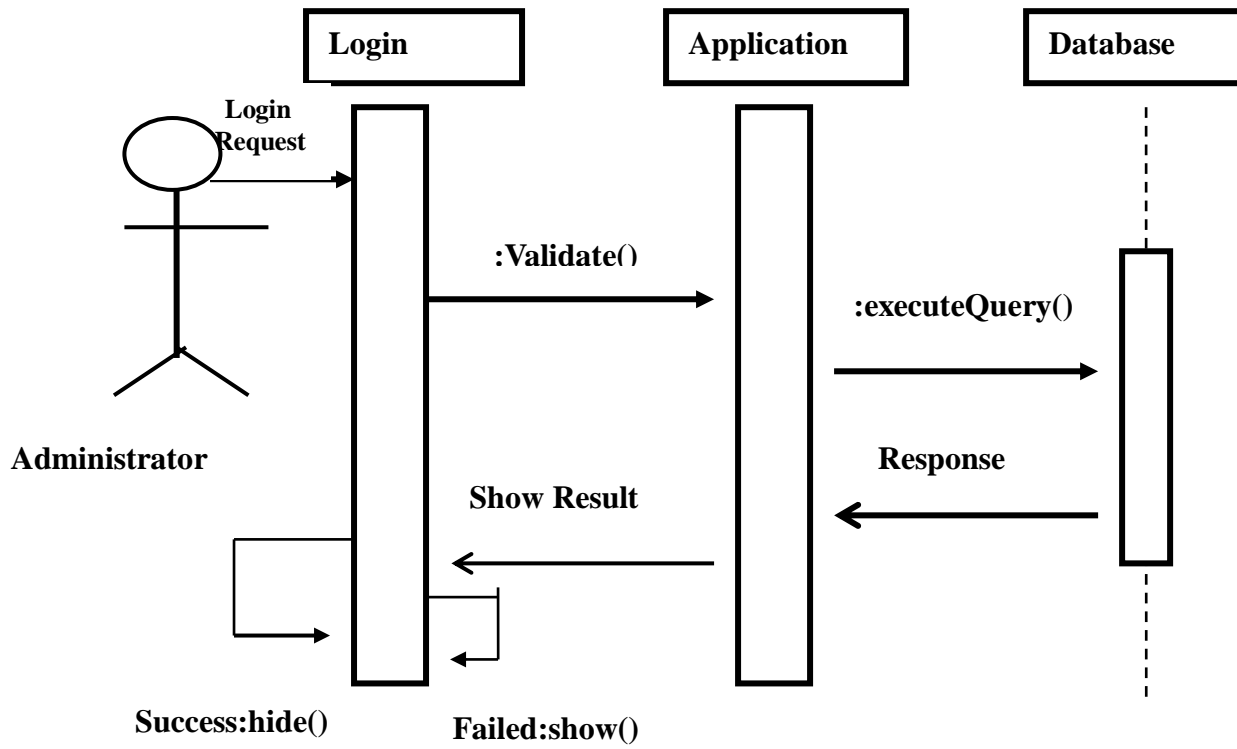 Login
Application
Database
Login
Request
:Validate()
:executeQuery()
Administrator
Response
Show Result
Success:hide()
Failed:show()